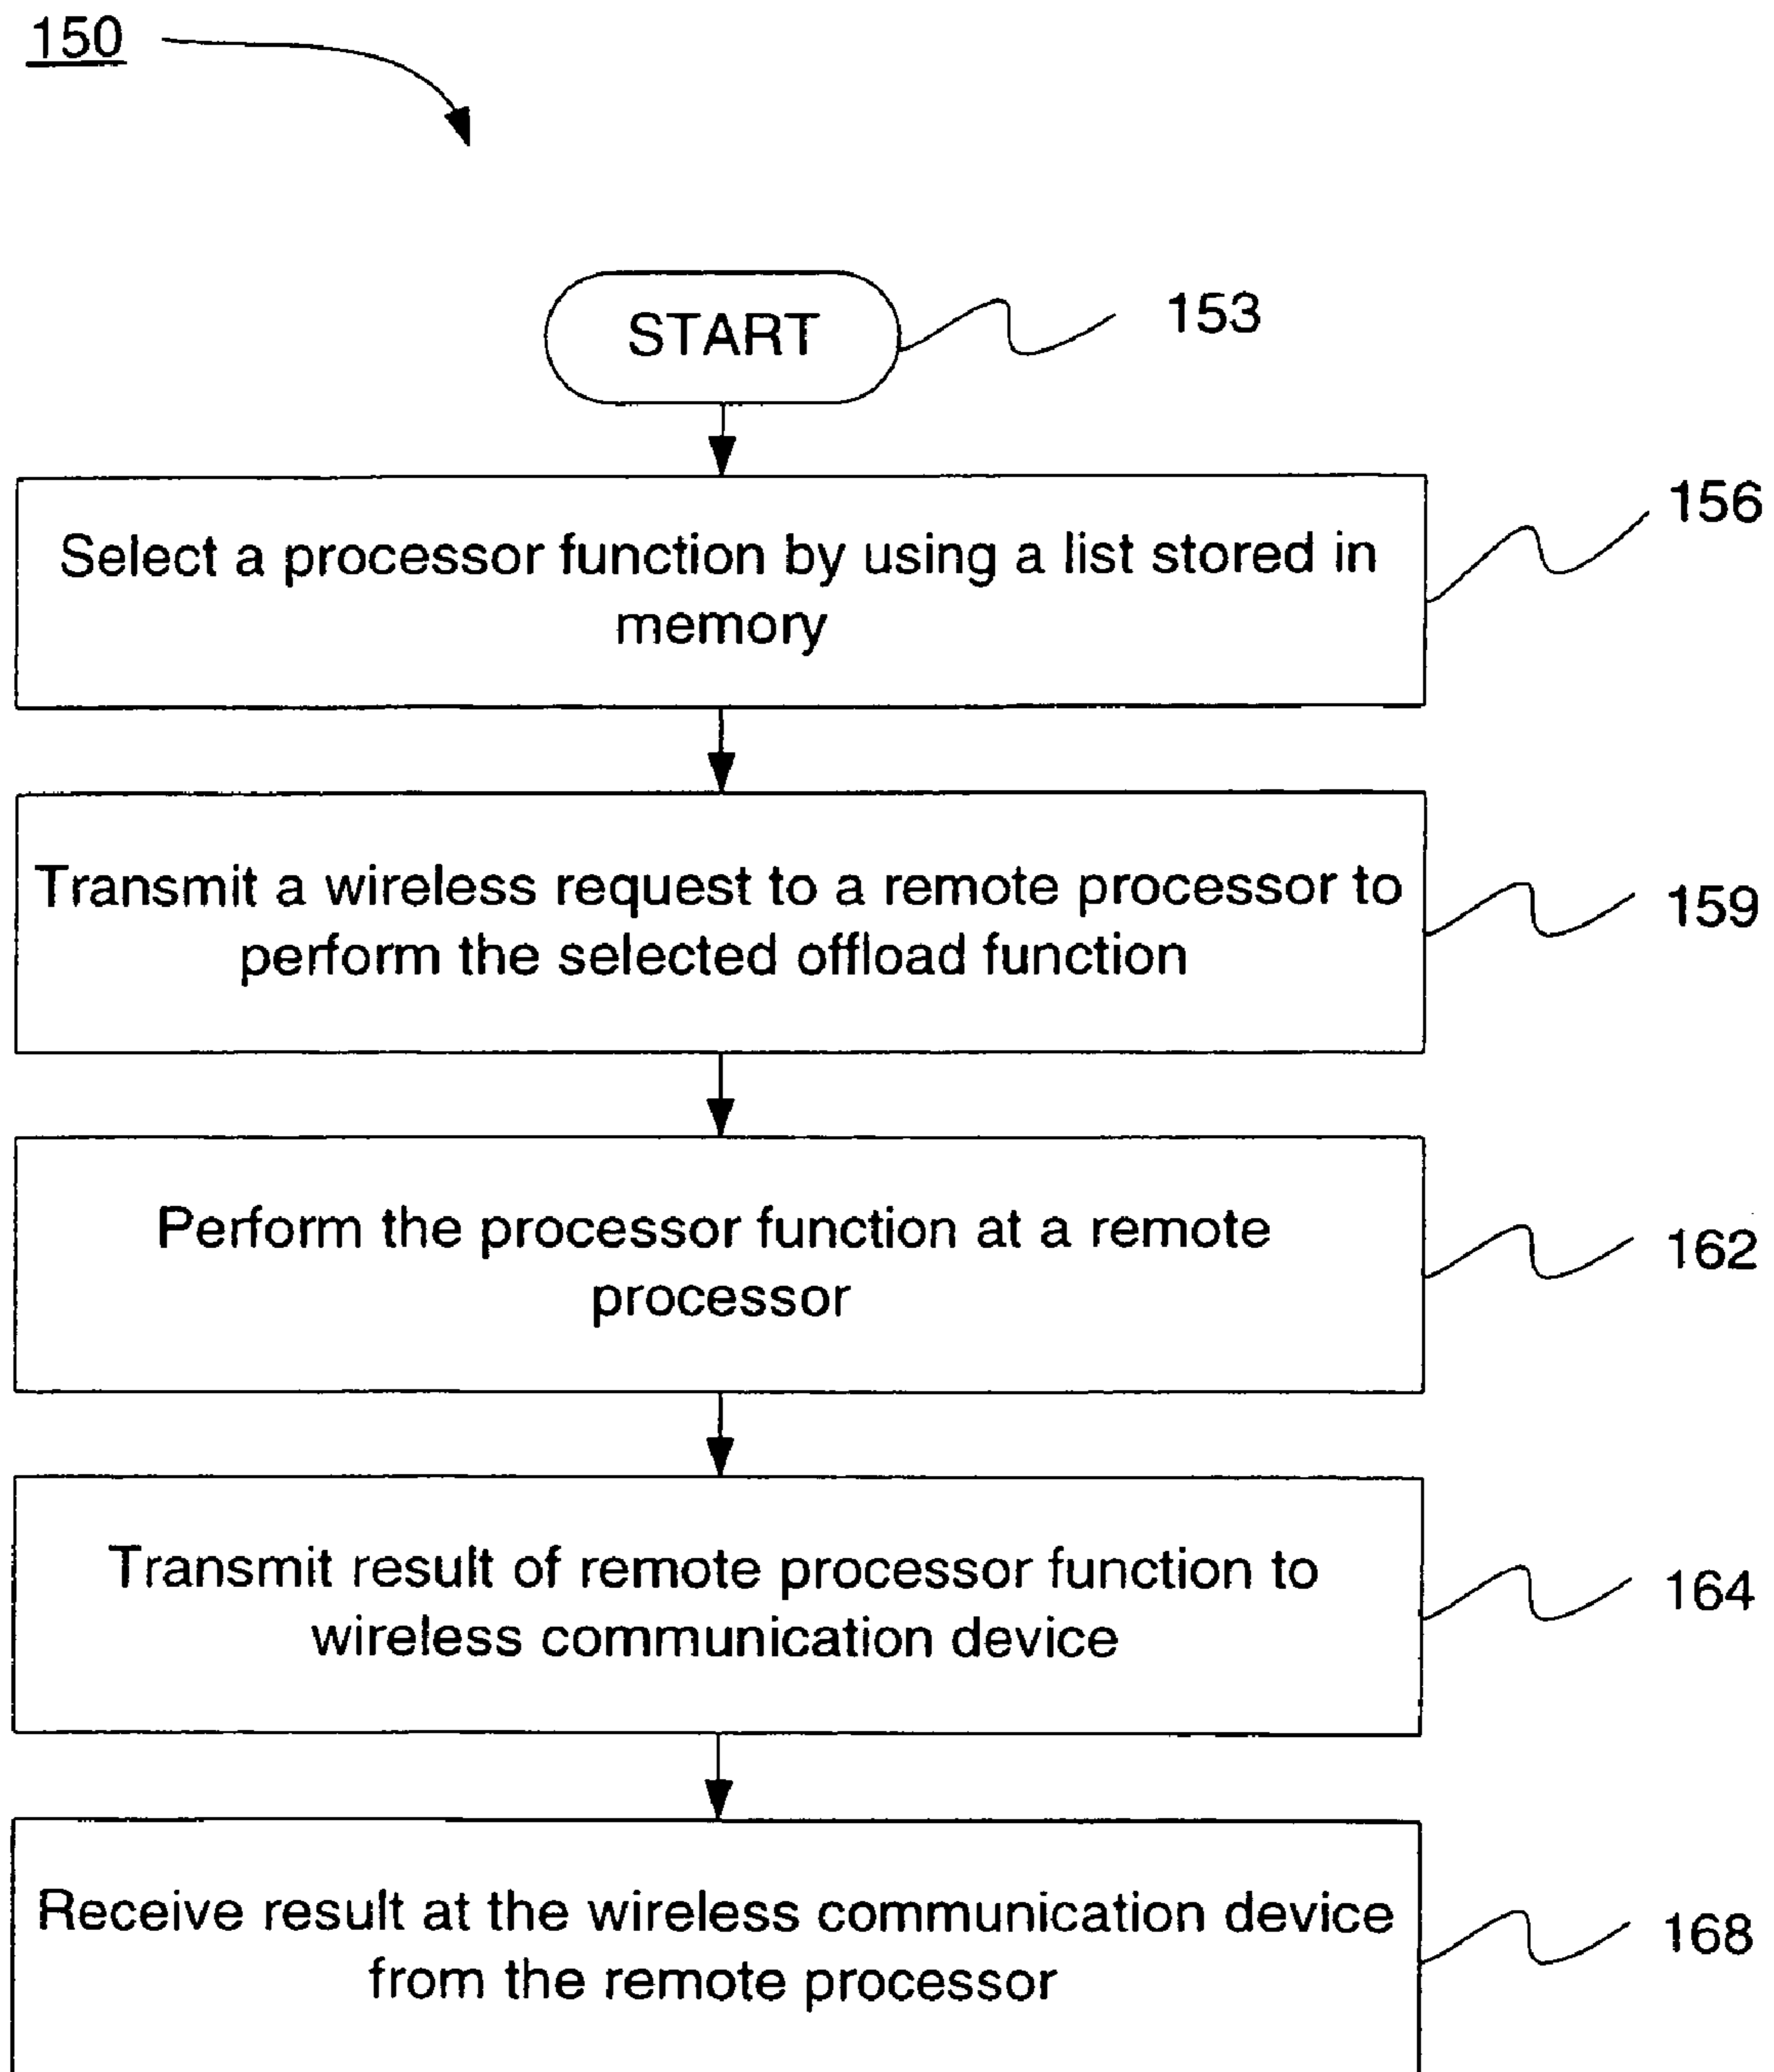 150
START
153
Select a processor function by using a list stored in
memory
156
Transmit a wireless request to a remote processor to
perform the selected offload function
159
Perform the processor function at a remote
processor
162
Transmit result of remote processor function to
wireless communication device
164
Receive result at the wireless communication device
from the remote processor
168